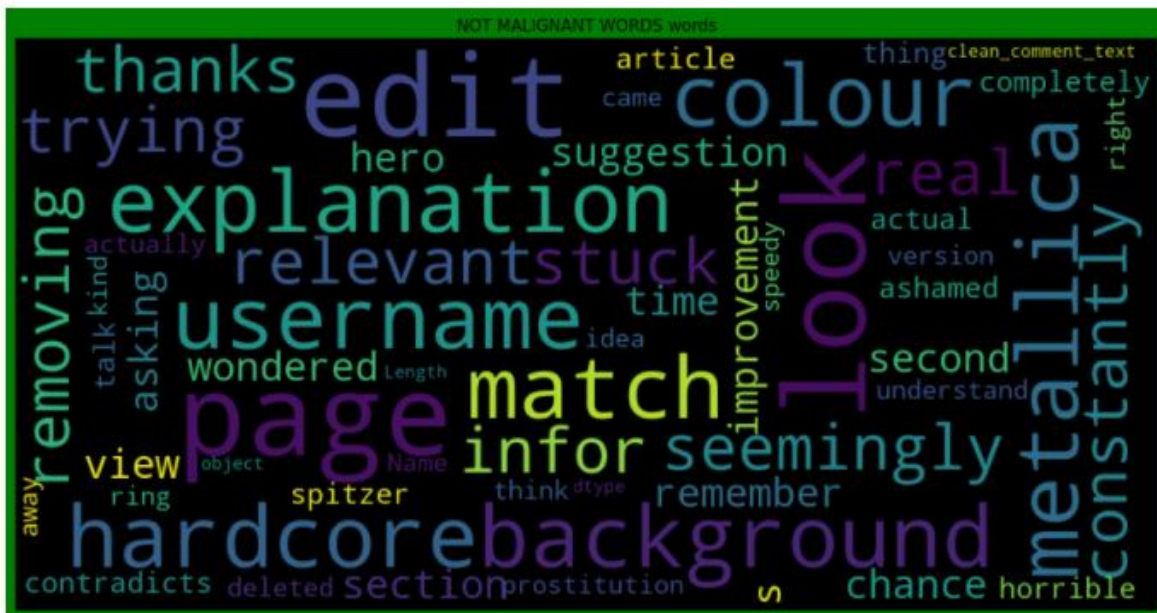 NOT MALIGNANT WORDS words
thanks
edit
article
thing
clean_comment_text
colour
completely
came
trying
hero
suggestion
right
explanation
look
real
metallica
removing
actually
relevant
stuck
improvement
speedy
actual
constantly
version
talk
kind
asking
username
time
ashamed
idea
wondered
Length
match
second
understand
page
infor
seemingly
view
object
Name
away
ring
spitzer
think
dtype
remember
hardcore
background
contradicts
deleted
section
prostitution
s
chance
horrible